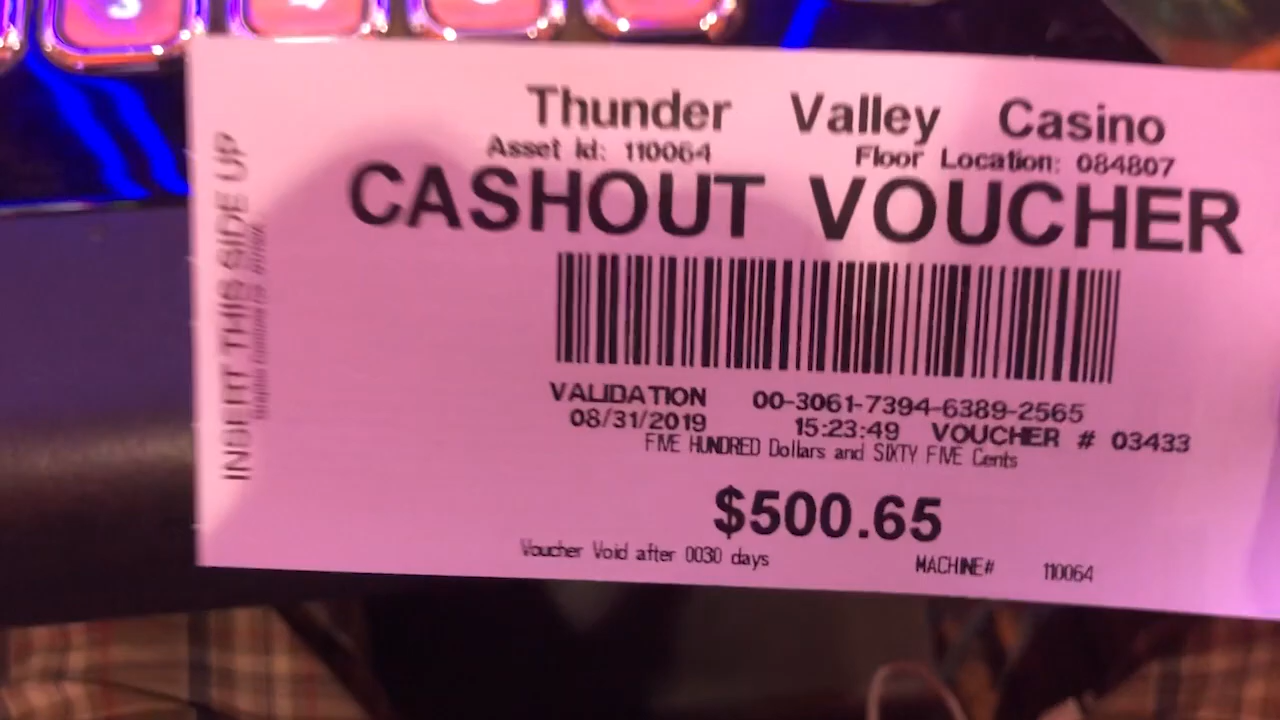 Thunder Valley Casino
Asset Id: 110064 Floor Location: 084807
CASHOUT VOUCHER
INSERT THIS SIDE UP
VALIDATION 00-3061-7394-6389-2565
08/31/2019 15:23:49 VOUCHER # 03433
FIVE HUNDRED Dollars and SIXTY FIVE Cents
$500.65
Voucher Void after 0030 days MACHINE# 110064